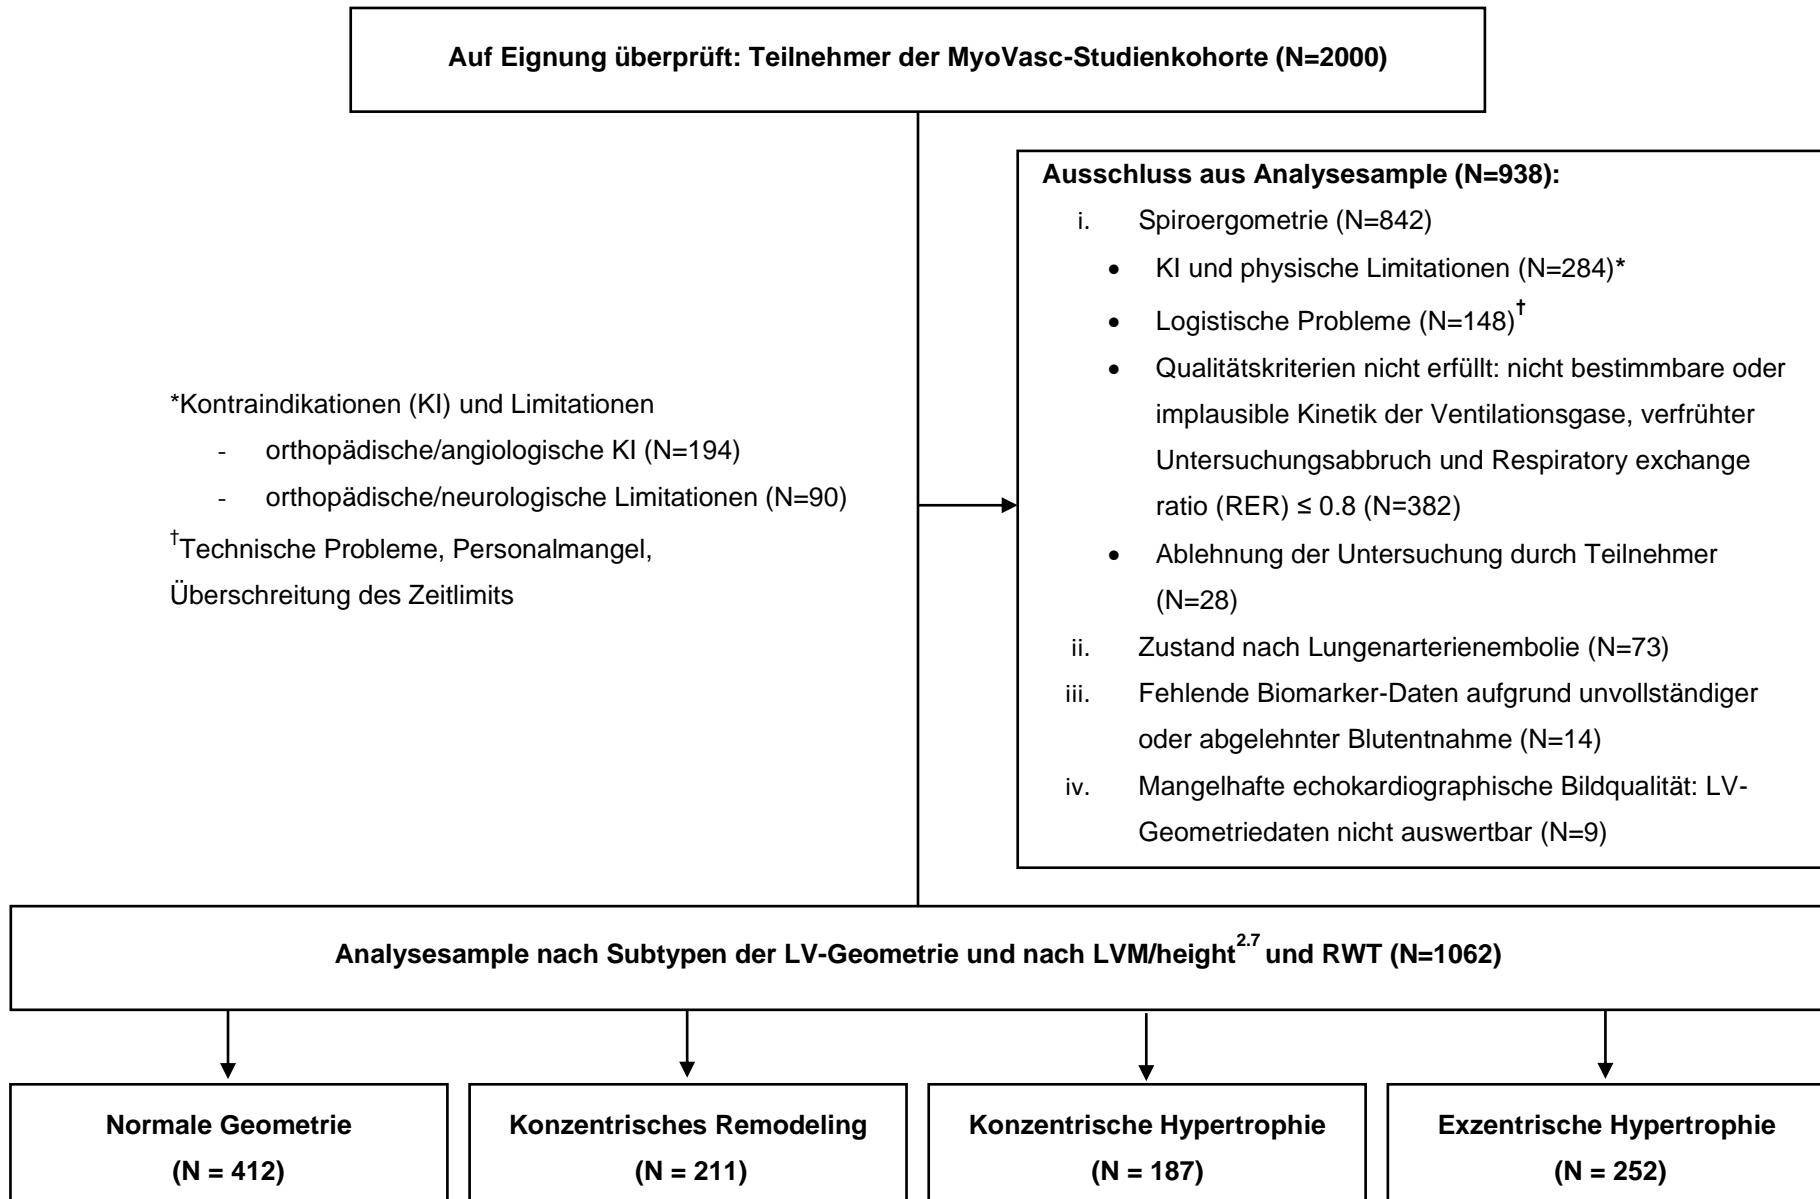 Auf Eignung überprüft: Teilnehmer der MyoVasc-Studienkohorte (N=2000)
Ausschluss aus Analysesample (N=938):
i. Spiroergometrie (N=842)
• KI und physische Limitationen (N=284)*
• Logistische Probleme (N=148)†
• Qualitätskriterien nicht erfüllt: nicht bestimmbare oder
implausible Kinetik der Ventilationsgase, verfrühter
Untersuchungsabbruch und Respiratory exchange
ratio (RER) ≤ 0.8 (N=382)
• Ablehnung der Untersuchung durch Teilnehmer
(N=28)
ii. Zustand nach Lungenarterienembolie (N=73)
iii. Fehlende Biomarker-Daten aufgrund unvollständiger
oder abgelehnter Blutentnahme (N=14)
iv. Mangelhafte echokardiographische Bildqualität: LV-
Geometriedaten nicht auswertbar (N=9)
*Kontraindikationen (KI) und Limitationen
- orthopädische/angiologische KI (N=194)
- orthopädische/neurologische Limitationen (N=90)
†Technische Probleme, Personalmangel,
Überschreitung des Zeitlimits
Analysesample nach Subtypen der LV-Geometrie und nach LVM/height^2.7 und RWT (N=1062)
Normale Geometrie
(N = 412)
Konzentrisches Remodeling
(N = 211)
Konzentrische Hypertrophie
(N = 187)
Exzentrische Hypertrophie
(N = 252)